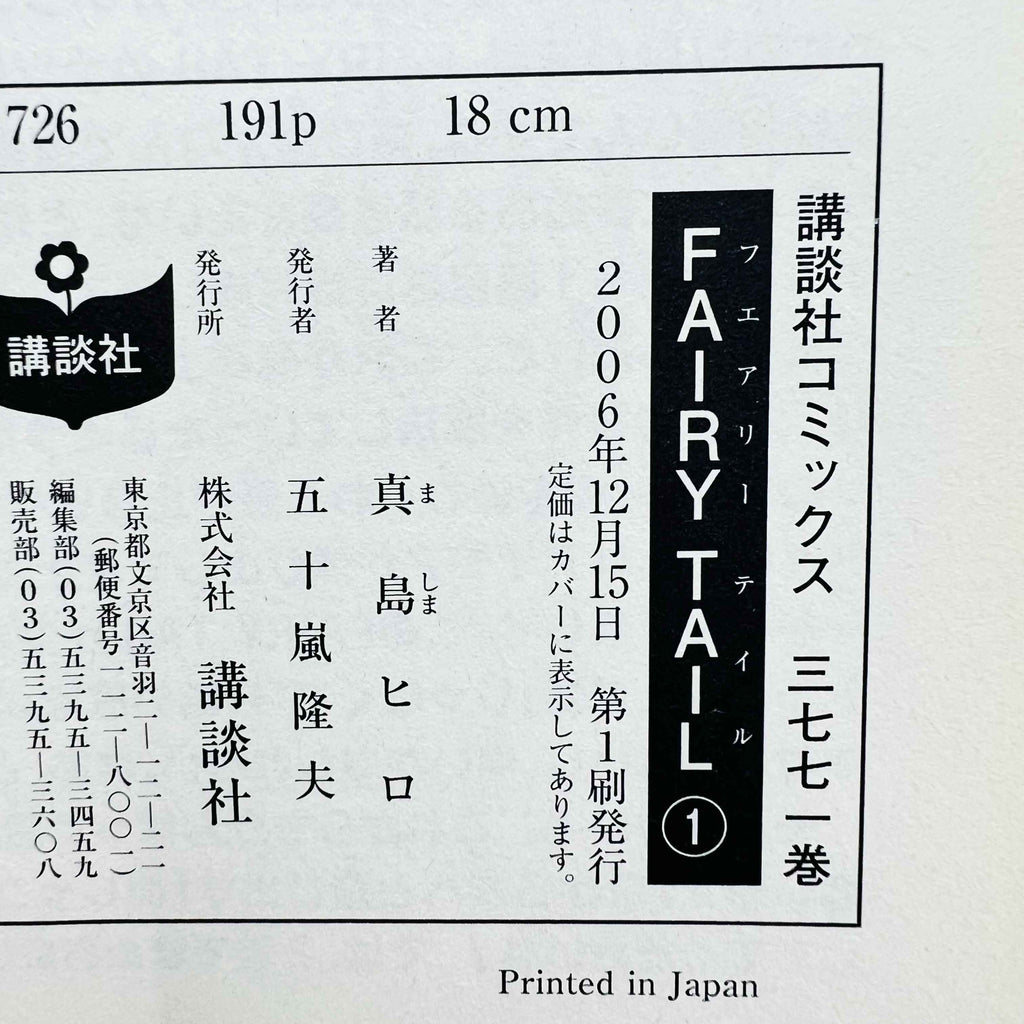 726 191p 18 cm
講談社コミックス 三七七一巻
フエアリー テイル
FAIRY TAIL ①
2006年12月15日 第1刷発行
定価はカバーに表示してあります。
著者 真島ヒロ
ましま
発行者 五十嵐隆夫
発行所 株式会社 講談社
東京都文京区音羽二―一二―二一
(郵便番号一一二―八〇〇一)
編集部(03)五三九五―三四五九
販売部(03)五三九五―三六〇八
講談社
Printed in Japan